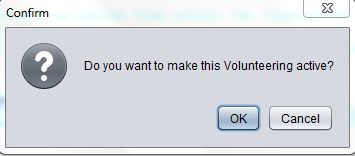 Confirm
Do you want to make this Volunteering active?
OK Cancel